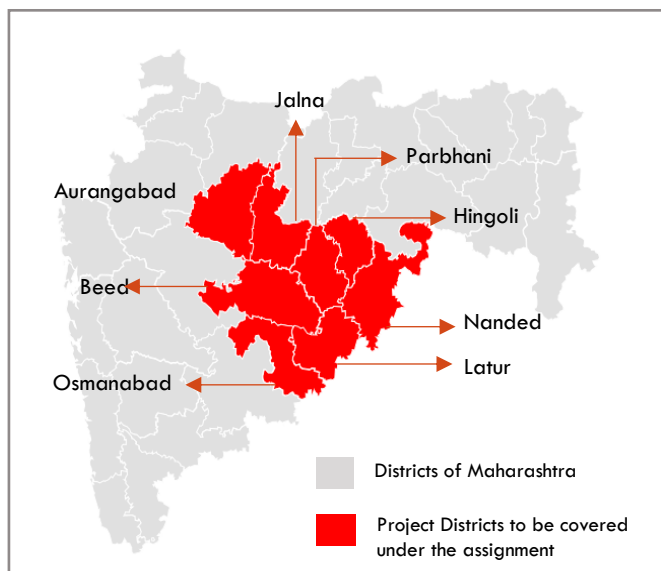 Jalna
Parbhani
Aurangabad
Hingoli
Beed
Nanded
Latur
Osmanabad
Districts of Maharashtra
Project Districts to be covered
under the assignment